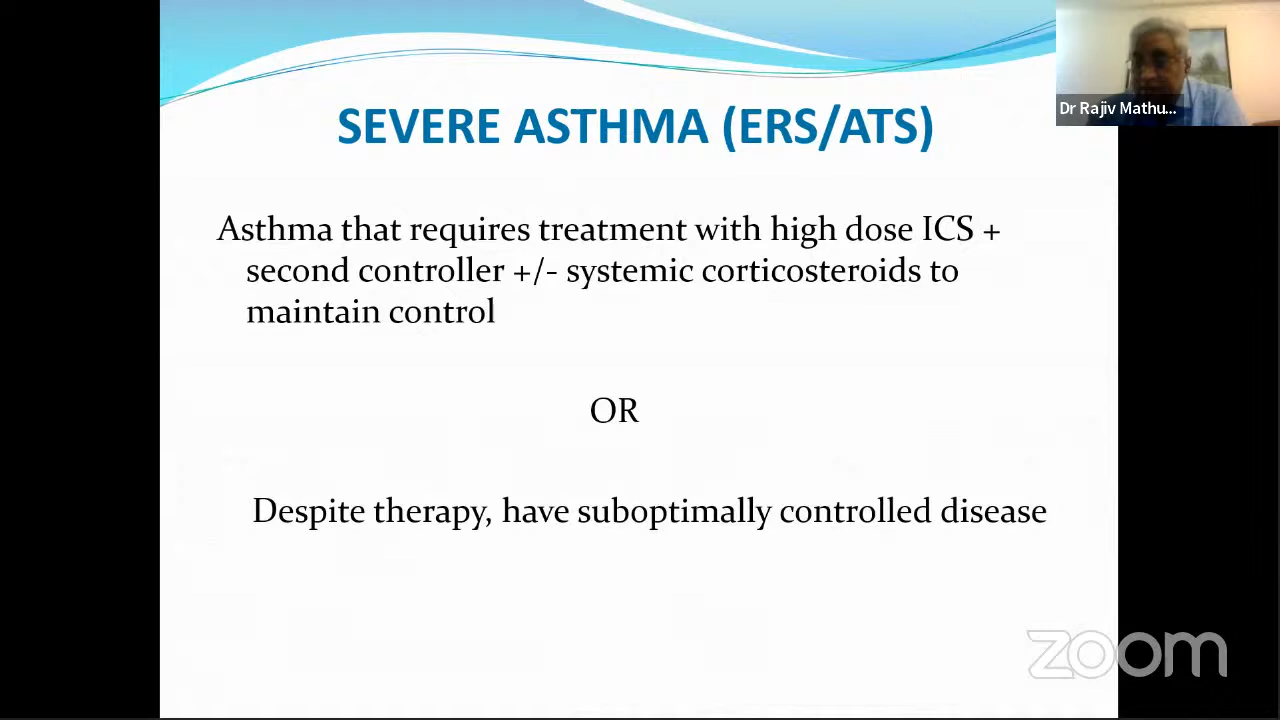 SEVERE ASTHMA (ERS/ATS)
Dr Rajiv Mathu...
Asthma that requires treatment with high dose ICS +
second controller +/- systemic corticosteroids to
maintain control
OR
Despite therapy, have suboptimally controlled disease
zoom